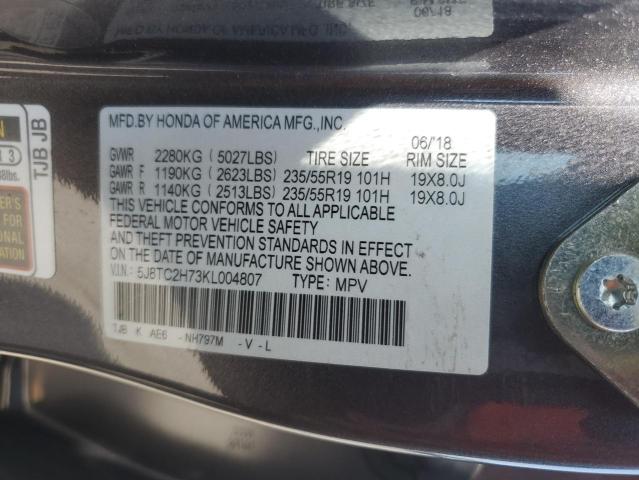 MFD.BY HONDA OF AMERICA MFG.,INC. 06/'18
GVWR 2280KG ( 5027LBS) TIRE SIZE RIM SIZE
GAWR F 1190KG ( 2623LBS) 235/55R19 101H 19X8.0J
GAWR R 1140KG ( 2513LBS) 235/55R19 101H 19X8.0J
THIS VEHICLE CONFORMS TO ALL APPLICABLE
FEDERAL MOTOR VEHICLE SAFETY
AND THEFT PREVENTION STANDARDS IN EFFECT
ON THE DATE OF MANUFACTURE SHOWN ABOVE.
V.I.N.: 5J8TC2H73KL004807 TYPE: MPV
TJB K AE6 -NH797M -V-L
TJB JB